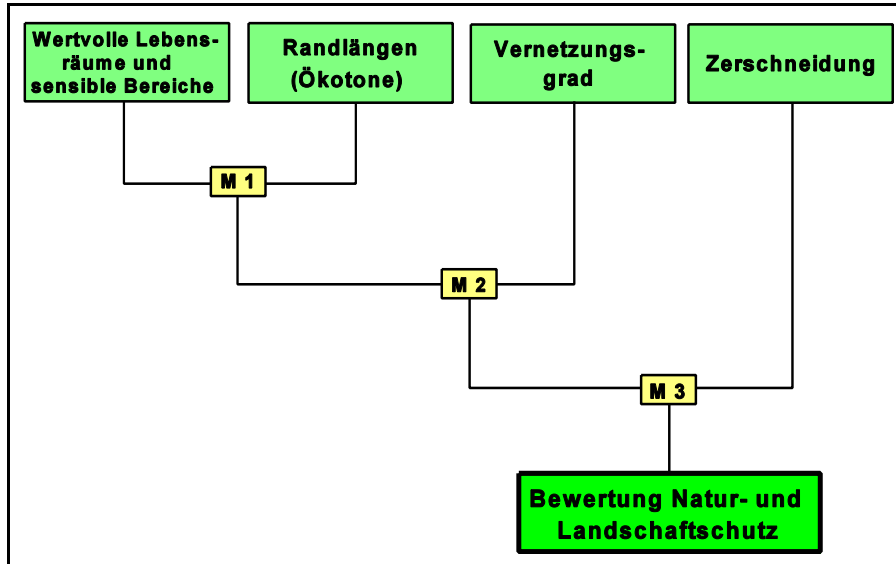 Wertvolle Lebens-
räume und
sensible Bereiche
Randlängen
(Ökotone)
Vernetzungs-
grad
Zerschneidung
M 1
M 2
M 3
Bewertung Natur- und
Landschaftschutz